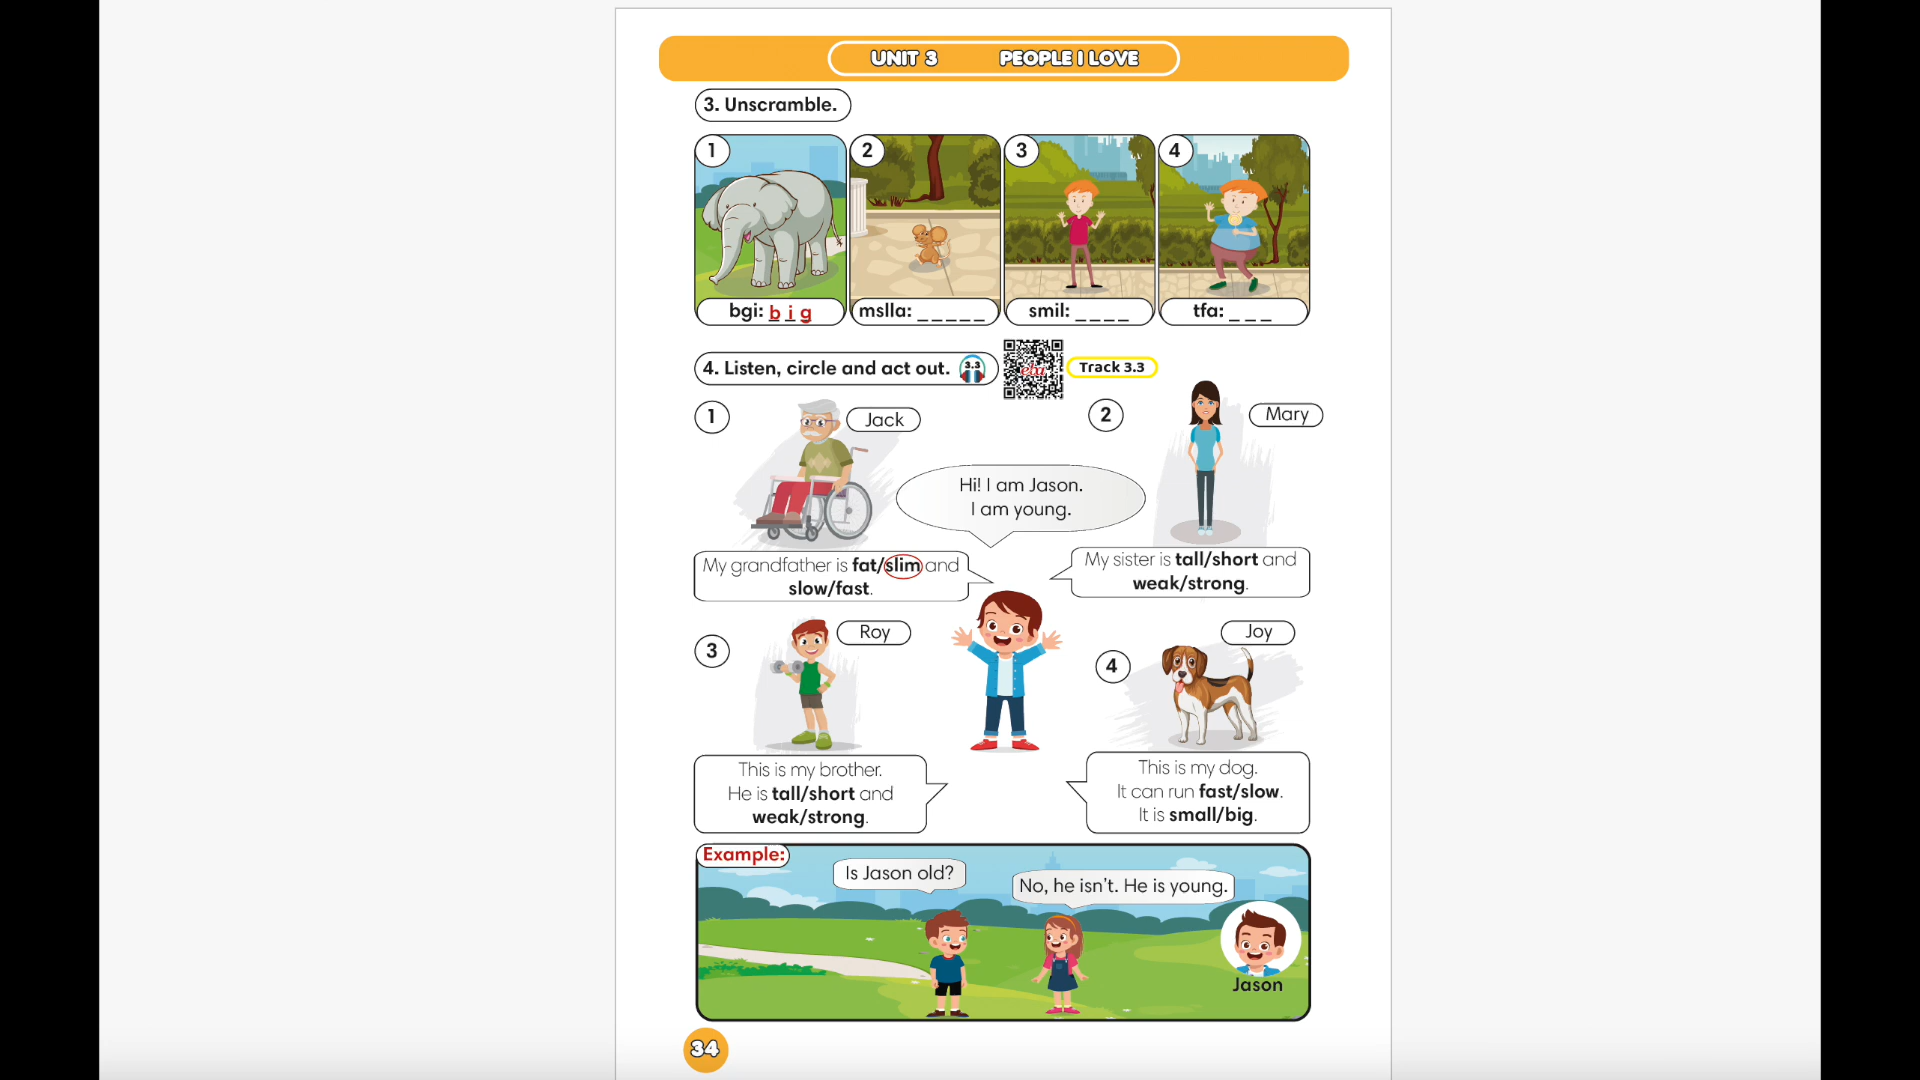 UNIT 3 PEOPLE I LOVE
3. Unscramble.
1
2
3
4
bgi: b i g
mslla: _ _ _ _ _
smil: _ _ _ _
tfa: _ _ _
4. Listen, circle and act out.
3.3
ebu
Track 3.3
1
Jack
2
Mary
Hi! I am Jason.
I am young.
My grandfather is fat/slim and
slow/fast.
My sister is tall/short and
weak/strong.
3
Roy
4
Joy
This is my brother.
He is tall/short and
weak/strong.
This is my dog.
It can run fast/slow.
It is small/big.
Example:
Is Jason old?
No, he isn't. He is young.
Jason
34